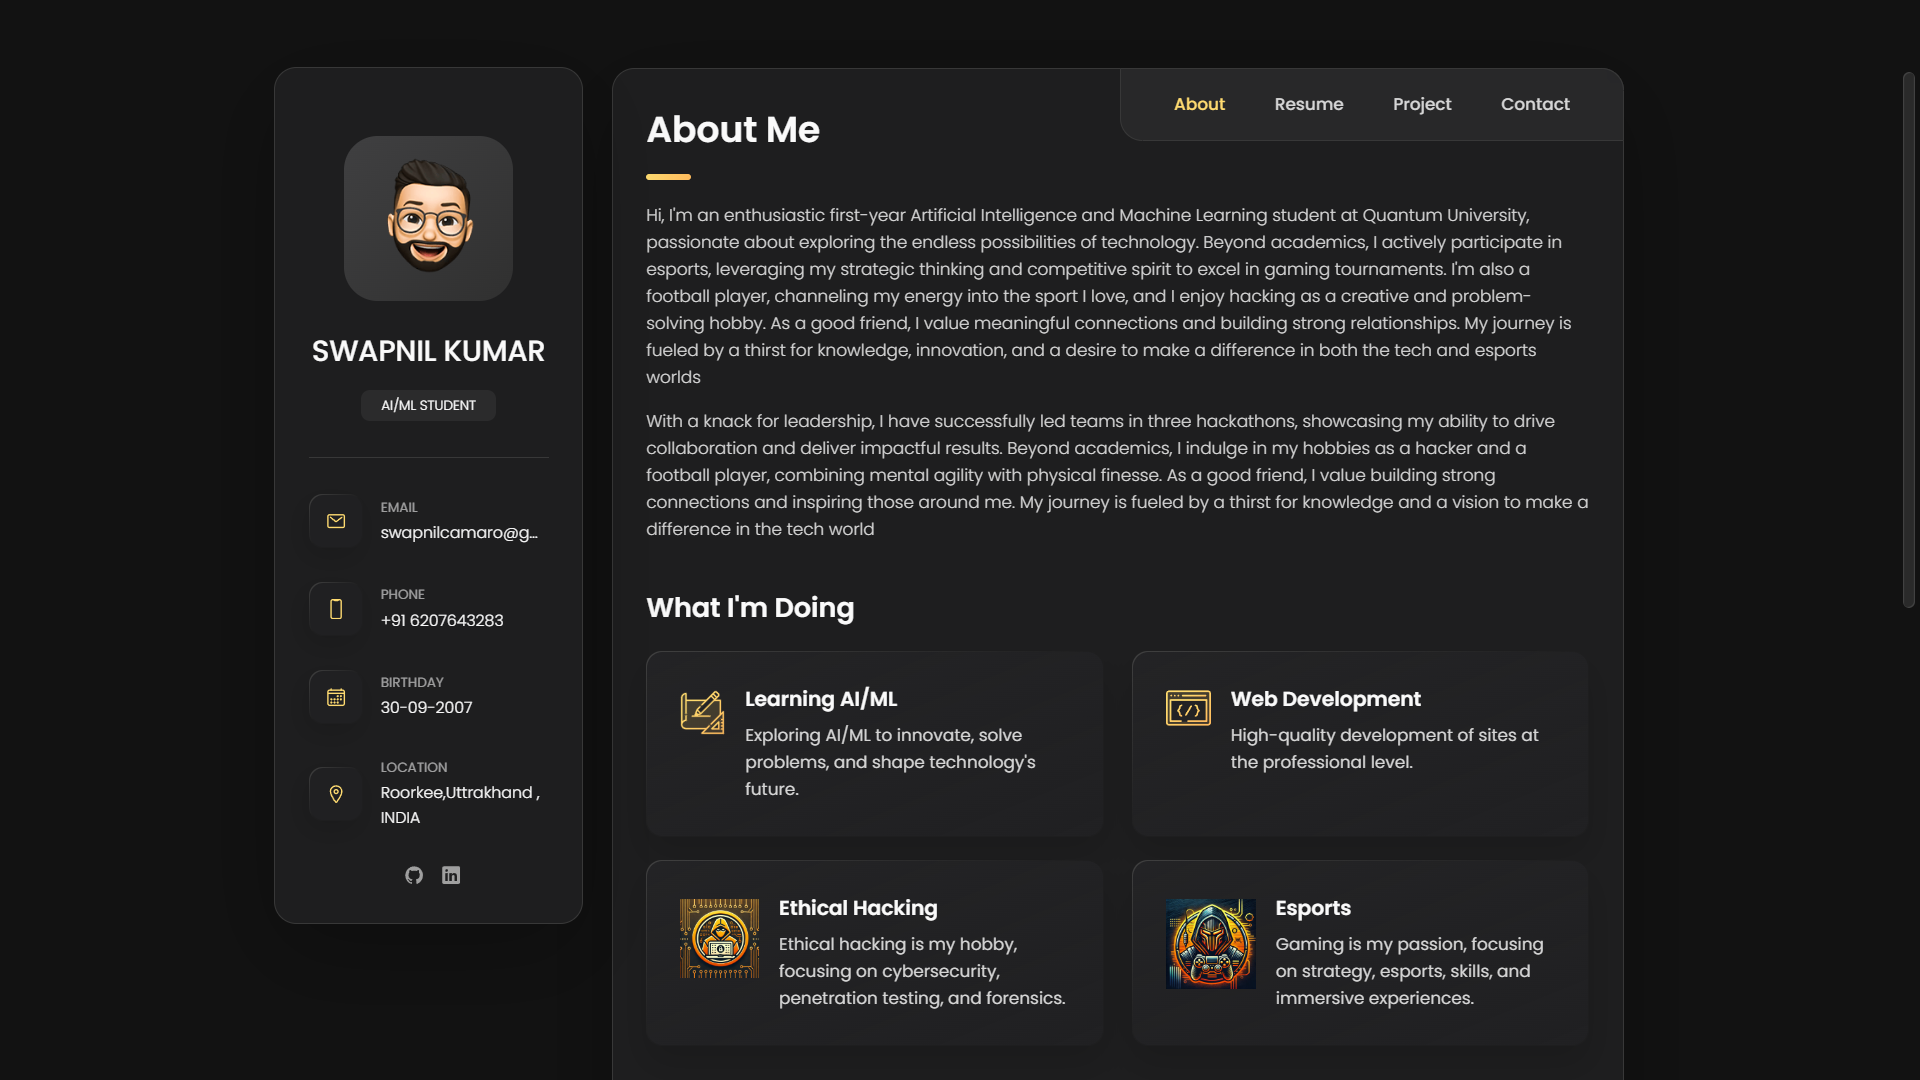 SWAPNIL KUMAR
AI/ML STUDENT
EMAIL
swapnilcamaro@g...
PHONE
+91 6207643283
BIRTHDAY
30-09-2007
LOCATION
Roorkee,Uttrakhand ,
INDIA
About
Resume
Project
Contact
About Me
Hi, I'm an enthusiastic first-year Artificial Intelligence and Machine Learning student at Quantum University,
passionate about exploring the endless possibilities of technology. Beyond academics, I actively participate in
esports, leveraging my strategic thinking and competitive spirit to excel in gaming tournaments. I'm also a
football player, channeling my energy into the sport I love, and I enjoy hacking as a creative and problem-
solving hobby. As a good friend, I value meaningful connections and building strong relationships. My journey is
fueled by a thirst for knowledge, innovation, and a desire to make a difference in both the tech and esports
worlds
With a knack for leadership, I have successfully led teams in three hackathons, showcasing my ability to drive
collaboration and deliver impactful results. Beyond academics, I indulge in my hobbies as a hacker and a
football player, combining mental agility with physical finesse. As a good friend, I value building strong
connections and inspiring those around me. My journey is fueled by a thirst for knowledge and a vision to make a
difference in the tech world
What I'm Doing
Learning AI/ML
Exploring AI/ML to innovate, solve
problems, and shape technology's
future.
Web Development
High-quality development of sites at
the professional level.
Ethical Hacking
Ethical hacking is my hobby,
focusing on cybersecurity,
penetration testing, and forensics.
Esports
Gaming is my passion, focusing
on strategy, esports, skills, and
immersive experiences.